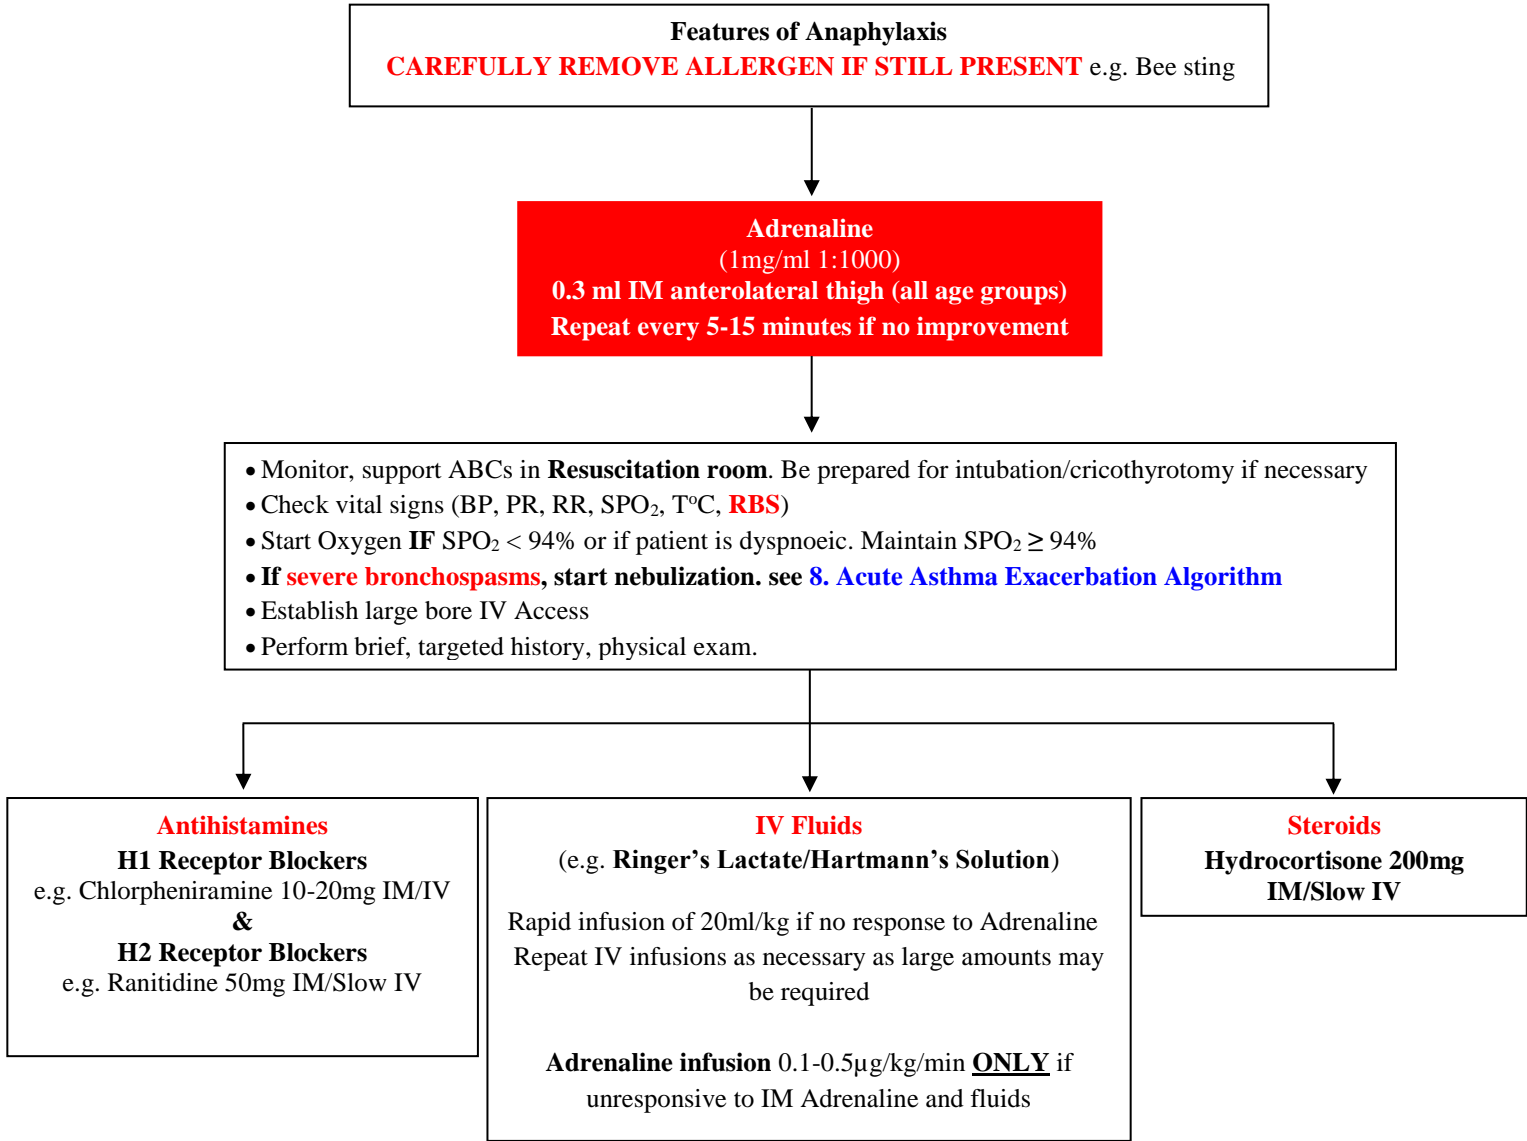 Features of Anaphylaxis
CAREFULLY REMOVE ALLERGEN IF STILL PRESENT e.g. Bee sting
Adrenaline
(1mg/ml 1:1000)
0.3 ml IM anterolateral thigh (all age groups)
Repeat every 5-15 minutes if no improvement
• Monitor, support ABCs in Resuscitation room. Be prepared for intubation/cricothyrotomy if necessary
• Check vital signs (BP, PR, RR, SPO₂, TᵒC, RBS)
• Start Oxygen IF SPO₂ < 94% or if patient is dyspnoeic. Maintain SPO₂ ≥ 94%
• If severe bronchospasms, start nebulization. see 8. Acute Asthma Exacerbation Algorithm
• Establish large bore IV Access
• Perform brief, targeted history, physical exam.
Antihistamines
H1 Receptor Blockers
e.g. Chlorpheniramine 10-20mg IM/IV
&
H2 Receptor Blockers
e.g. Ranitidine 50mg IM/Slow IV
IV Fluids
(e.g. Ringer’s Lactate/Hartmann’s Solution)
Rapid infusion of 20ml/kg if no response to Adrenaline
Repeat IV infusions as necessary as large amounts may
be required
Adrenaline infusion 0.1-0.5µg/kg/min ONLY if
unresponsive to IM Adrenaline and fluids
Steroids
Hydrocortisone 200mg
IM/Slow IV